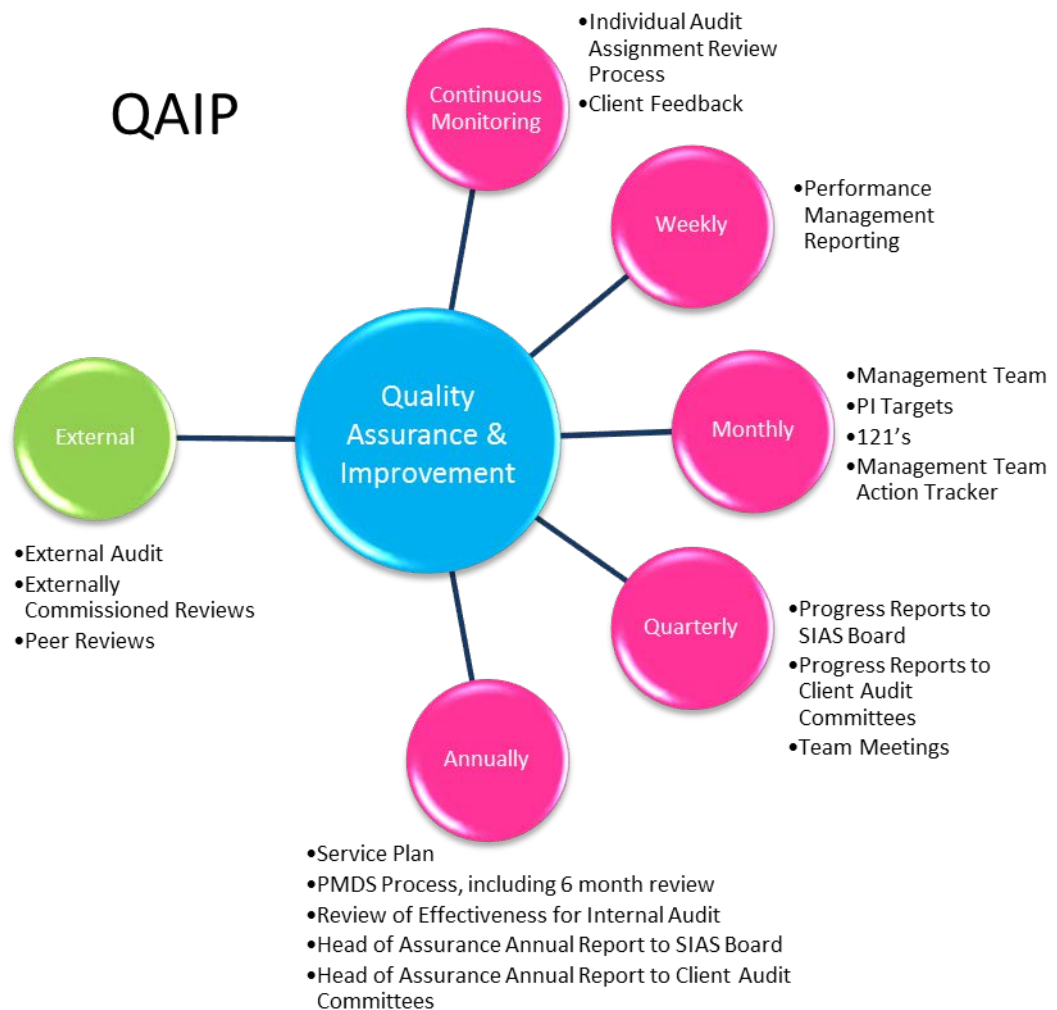 QAIP
Continuous
Monitoring
•Individual Audit
Assignment Review
Process
•Client Feedback
Weekly
•Performance
Management
Reporting
Monthly
•Management Team
•PI Targets
•121’s
•Management Team
Action Tracker
Quality
Assurance &
Improvement
External
•External Audit
•Externally
Commissioned Reviews
•Peer Reviews
Quarterly
•Progress Reports to
SIAS Board
•Progress Reports to
Client Audit
Committees
•Team Meetings
Annually
•Service Plan
•PMDS Process, including 6 month review
•Review of Effectiveness for Internal Audit
•Head of Assurance Annual Report to SIAS Board
•Head of Assurance Annual Report to Client Audit
Committees